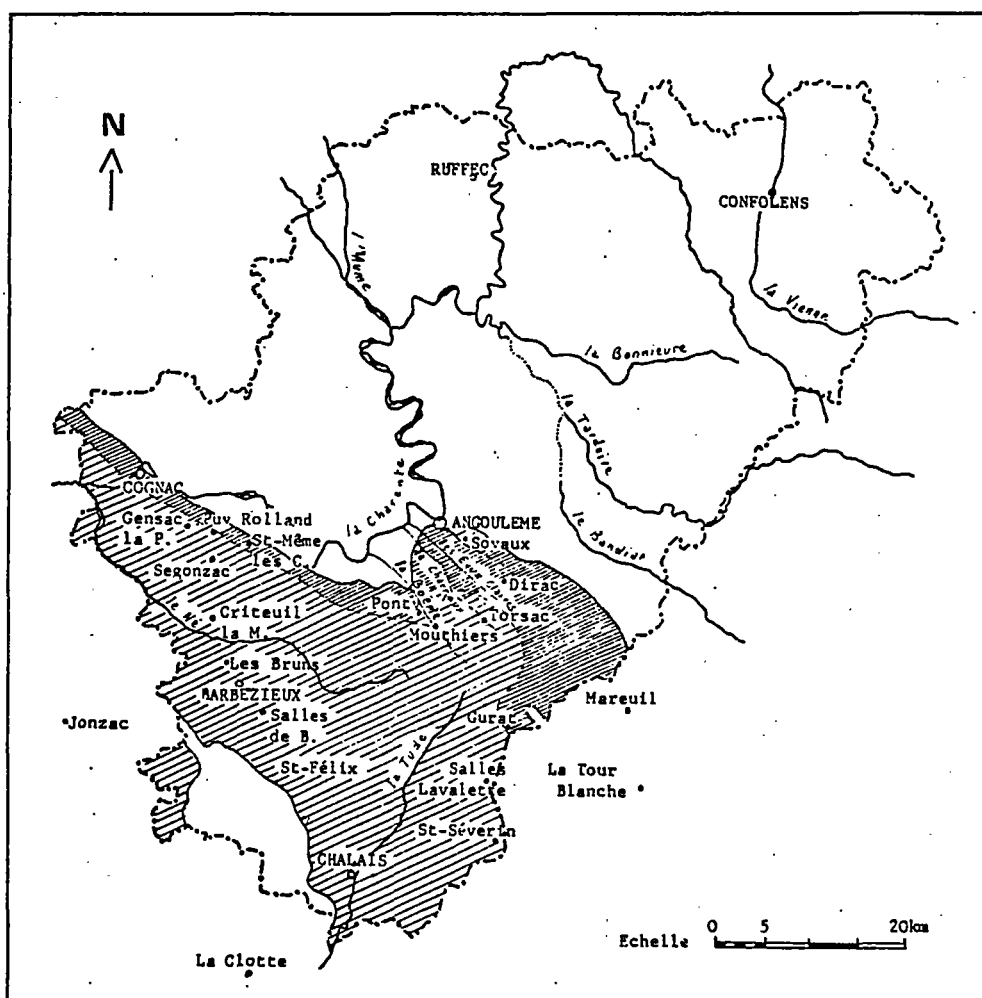 N
RUFFEC
CONFOLENS
la Vienne
la Bonnieure
la Tardoire
le Bandiat
la Charente
COGNAC
ANGOULEME
Gensac
la P.
Rolland
St-Même
les C.
Soyaux
Segonzac
Dirac
Pont
Torsac
Criteuil
la M.
Mouthiers
Les Bruns
BARBEZIEUX
Mareuil
Jonzac
Salles
de B.
Gurat
La Tude
St-Félix
Salles
Lavalette
La Tour
Blanche
St-Séverin
CHALAIS
Echelle
0 5 20km
La Clotte